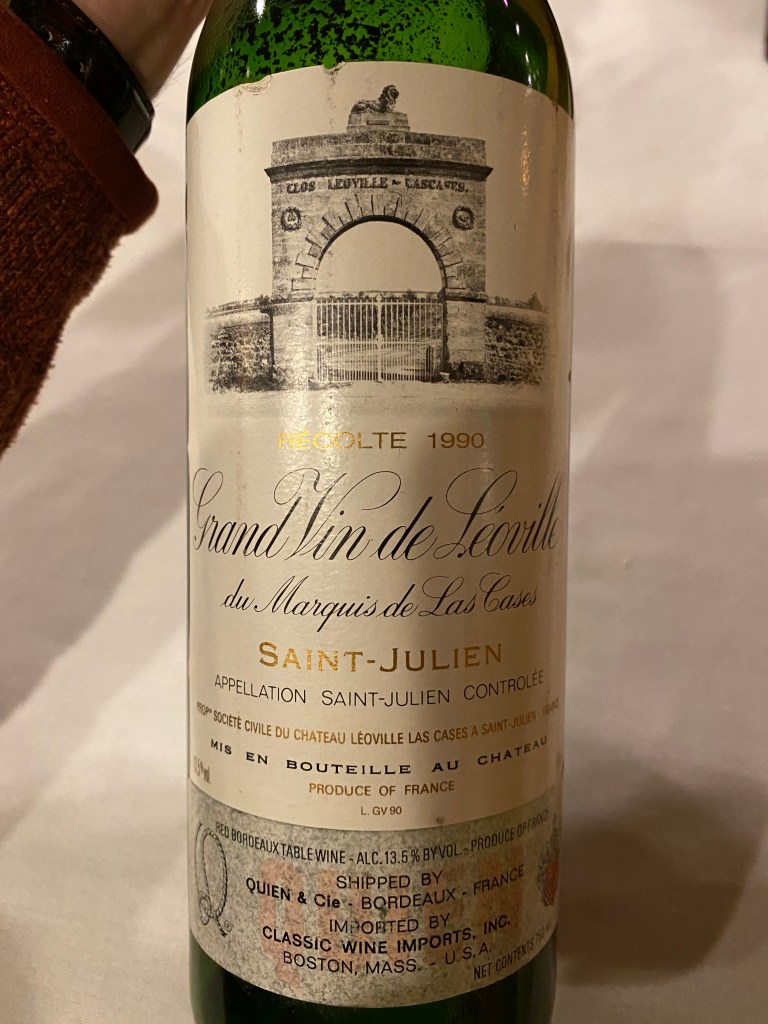 CLOS LEOVILLE - LASCASES.
RÉCOLTE 1990
Grand Vin de Léoville
du Marquis de Las Cases
SAINT-JULIEN
APPELLATION SAINT-JULIEN CONTROLÉE
SOCIÉTÉ CIVILE DU CHATEAU LÉOVILLE LAS CASES A SAINT-JULIEN - FRANCE
MIS EN BOUTEILLE AU CHATEAU
PRODUCE OF FRANCE
L. GV 90
RED BORDEAUX TABLE WINE - ALC. 13.5 % BY VOL. - PRODUCE OF FRANCE
SHIPPED BY
QUIEN & Cie - BORDEAUX - FRANCE
IMPORTED BY
CLASSIC WINE IMPORTS, INC.
BOSTON, MASS. - U.S.A.
NET CONTENTS